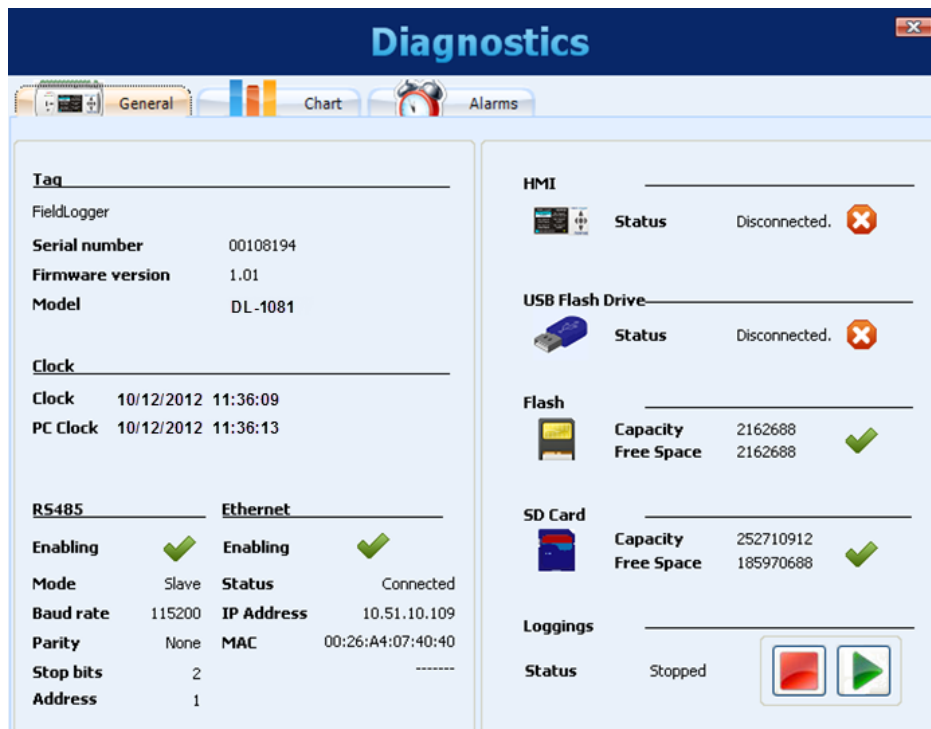 Diagnostics
General Chart Alarms
Tag
FieldLogger
Serial number 00108194
Firmware version 1.01
Model DL-1081
Clock
Clock 10/12/2012 11:36:09
PC Clock 10/12/2012 11:36:13
RS485 Ethernet
Enabling Enabling
Mode Slave Status Connected
Baud rate 115200 IP Address 10.51.10.109
Parity None MAC 00:26:A4:07:40:40
Stop bits 2 -------
Address 1
HMI
Status Disconnected.
USB Flash Drive
Status Disconnected.
Flash
Capacity 2162688
Free Space 2162688
SD Card
Capacity 252710912
Free Space 185970688
Loggings
Status Stopped